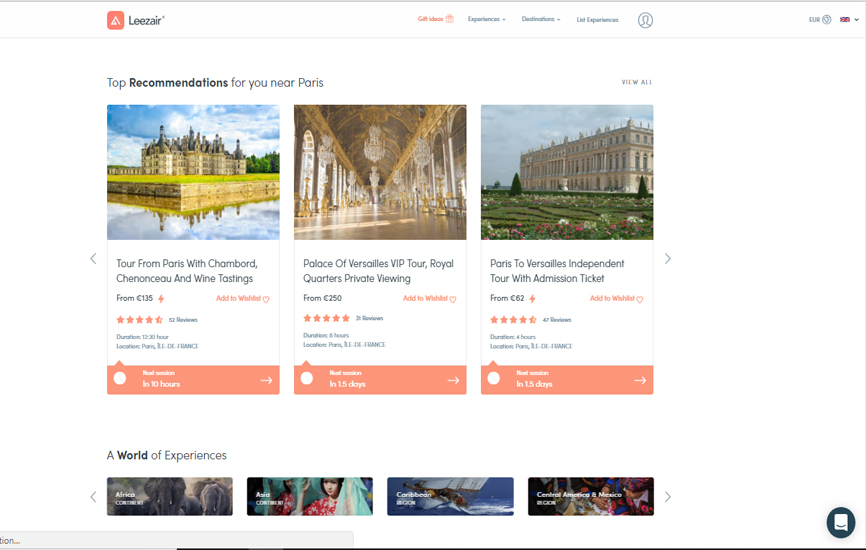 Leezair®
Gift ideas
Experiences
Destinations
List Experiences
EUR
Top Recommendations for you near Paris
VIEW ALL
Tour From Paris With Chambord,
Chenonceau And Wine Tastings
From €135
Add to Wishlist
52 Reviews
Duration: 12:30 hour
Location: Paris, ÎLE-DE-FRANCE
Next session
In 10 hours
Palace Of Versailles VIP Tour, Royal
Quarters Private Viewing
From €250
Add to Wishlist
31 Reviews
Duration: 8 hours
Location: Paris, ÎLE-DE-FRANCE
Next session
In 1.5 days
Paris To Versailles Independent
Tour With Admission Ticket
From €62
Add to Wishlist
47 Reviews
Duration: 4 hours
Location: Paris, ÎLE-DE-FRANCE
Next session
In 1.5 days
A World of Experiences
Africa
CONTINENT
Asia
CONTINENT
Caribbean
REGION
Central America & Mexico
REGION
tion...